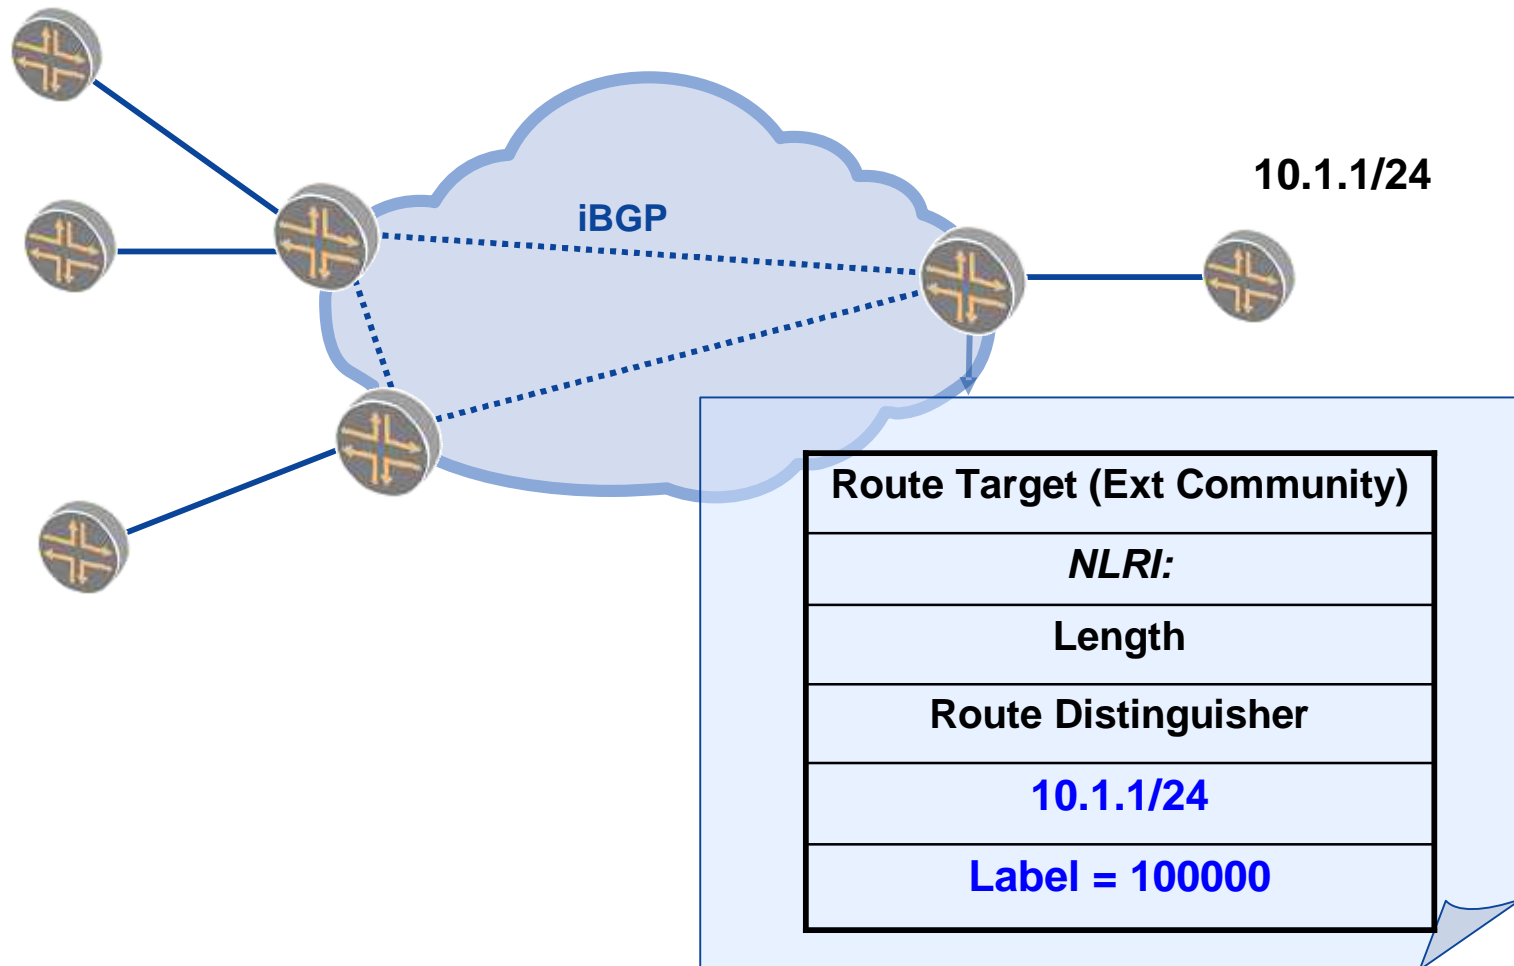 10.1.1/24
iBGP
Route Target (Ext Community)
NLRI:
Length
Route Distinguisher
10.1.1/24
Label = 100000